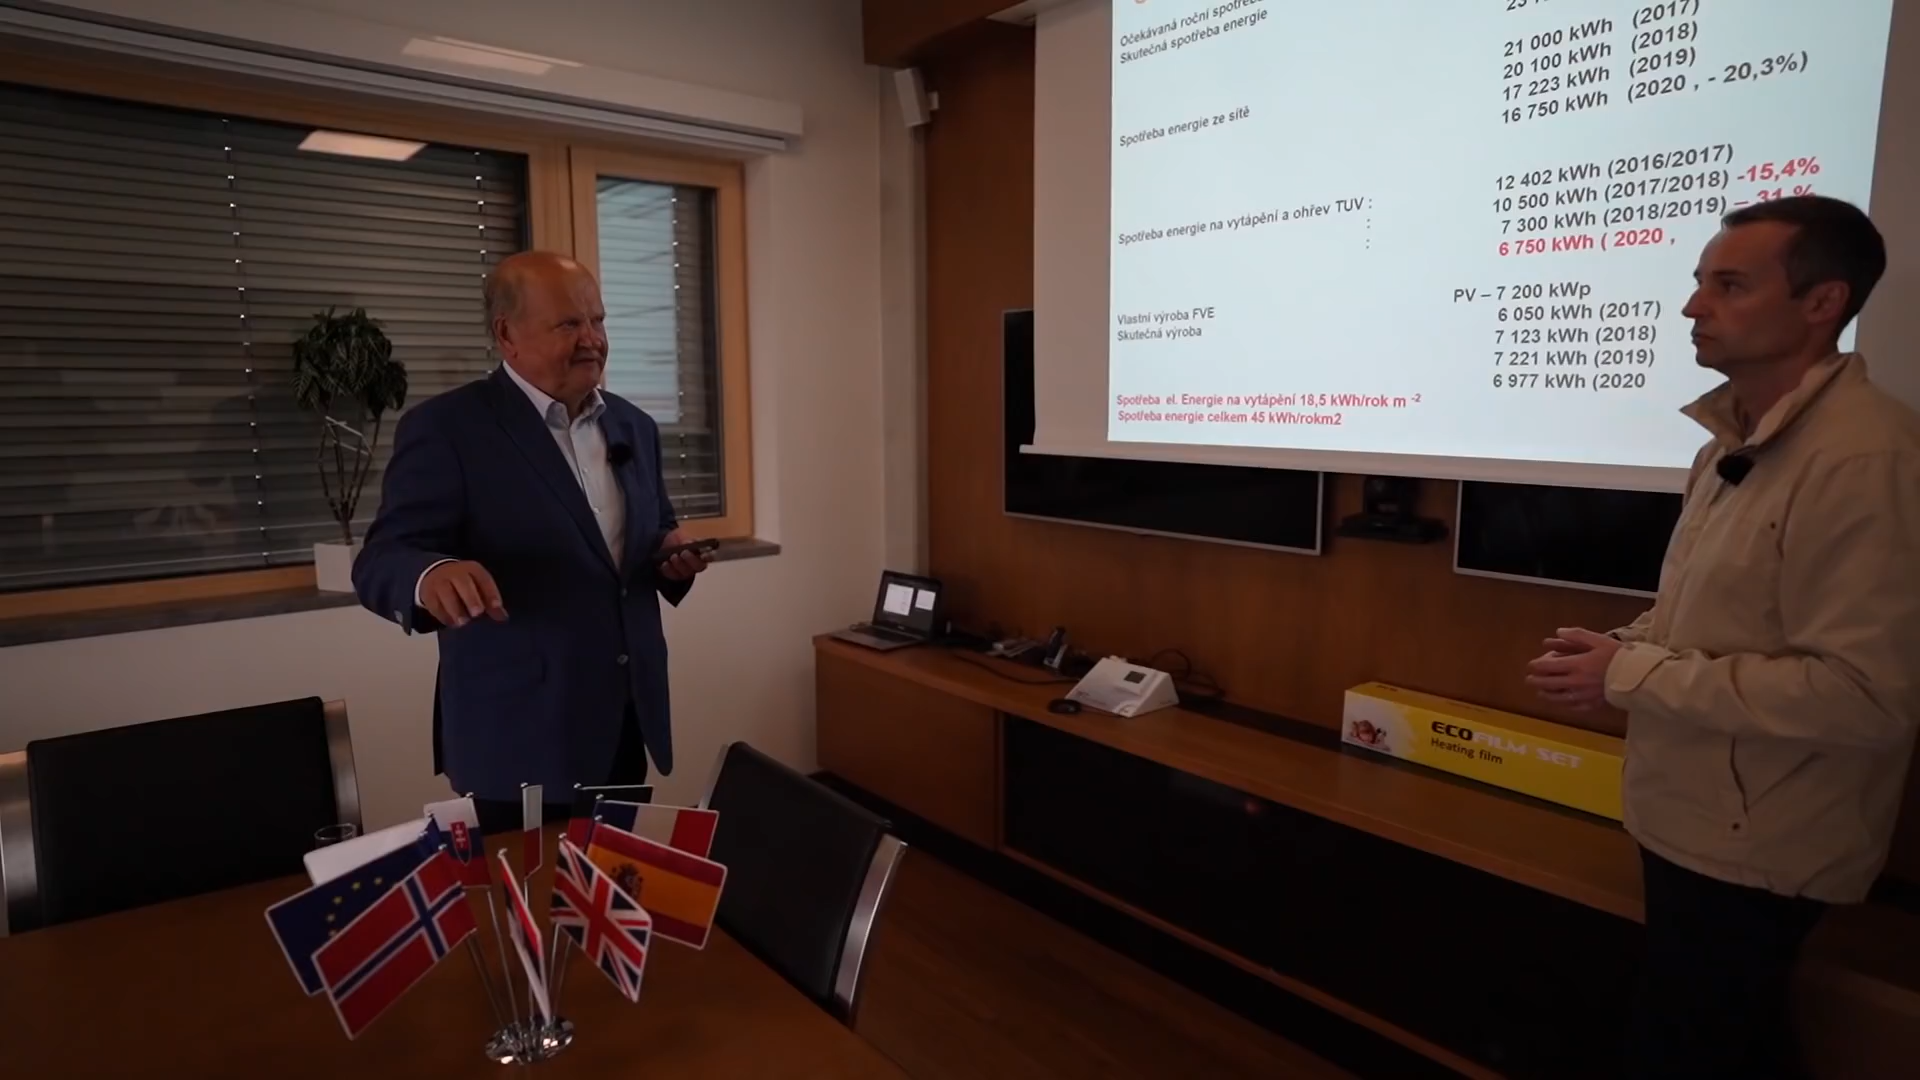 Očekávaná roční
Skutečná spotřeba energie
21 000 kWh (2017)
20 100 kWh (2018)
17 223 kWh (2019)
16 750 kWh (2020 , - 20,3%)
Spotřeba energie ze sítě
12 402 kWh (2016/2017)
10 500 kWh (2017/2018) -15,4%
7 300 kWh (2018/2019) – 31 %
6 750 kWh ( 2020 ,
Spotřeba energie na vytápění a ohřev TUV :
:
:
PV – 7 200 kWp
Vlastní výroba FVE
6 050 kWh (2017)
Skutečná výroba
7 123 kWh (2018)
7 221 kWh (2019)
6 977 kWh (2020
Spotřeba el. Energie na vytápění 18,5 kWh/rok m -2
Spotřeba energie celkem 45 kWh/rokm2
ECOFILM SET
Heating film